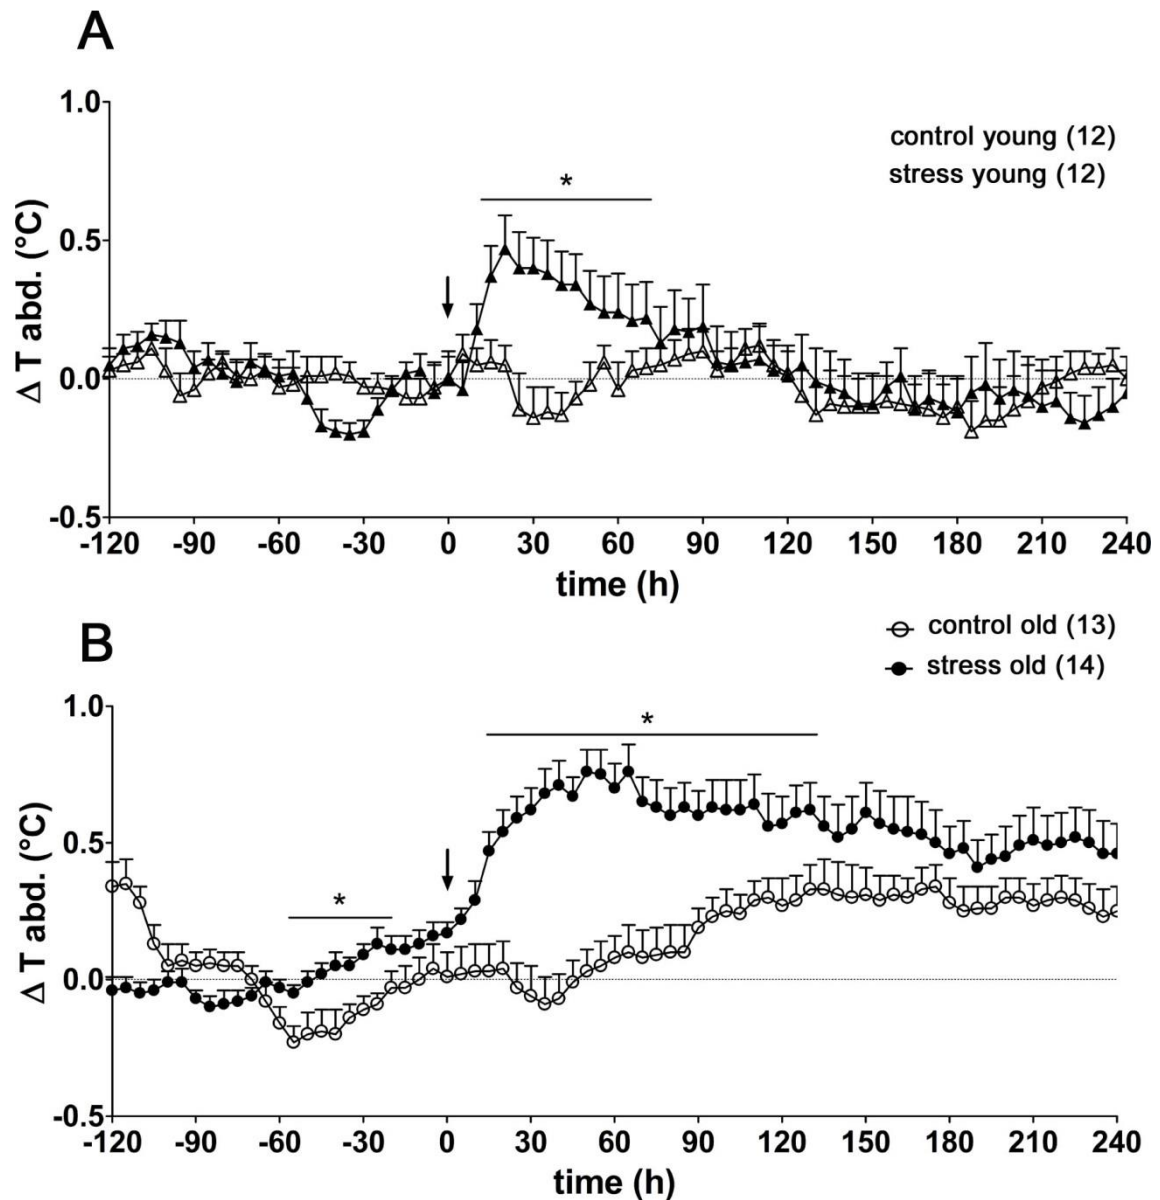 A
1.0
0.5
0.0
-0.5
Δ T abd. (°C)
control young (12)
stress young (12)
*
-120 -90 -60 -30 0 30 60 90 120 150 180 210 240
time (h)
B
control old (13)
stress old (14)
1.0
0.5
0.0
-0.5
Δ T abd. (°C)
*
*
-120 -90 -60 -30 0 30 60 90 120 150 180 210 240
time (h)